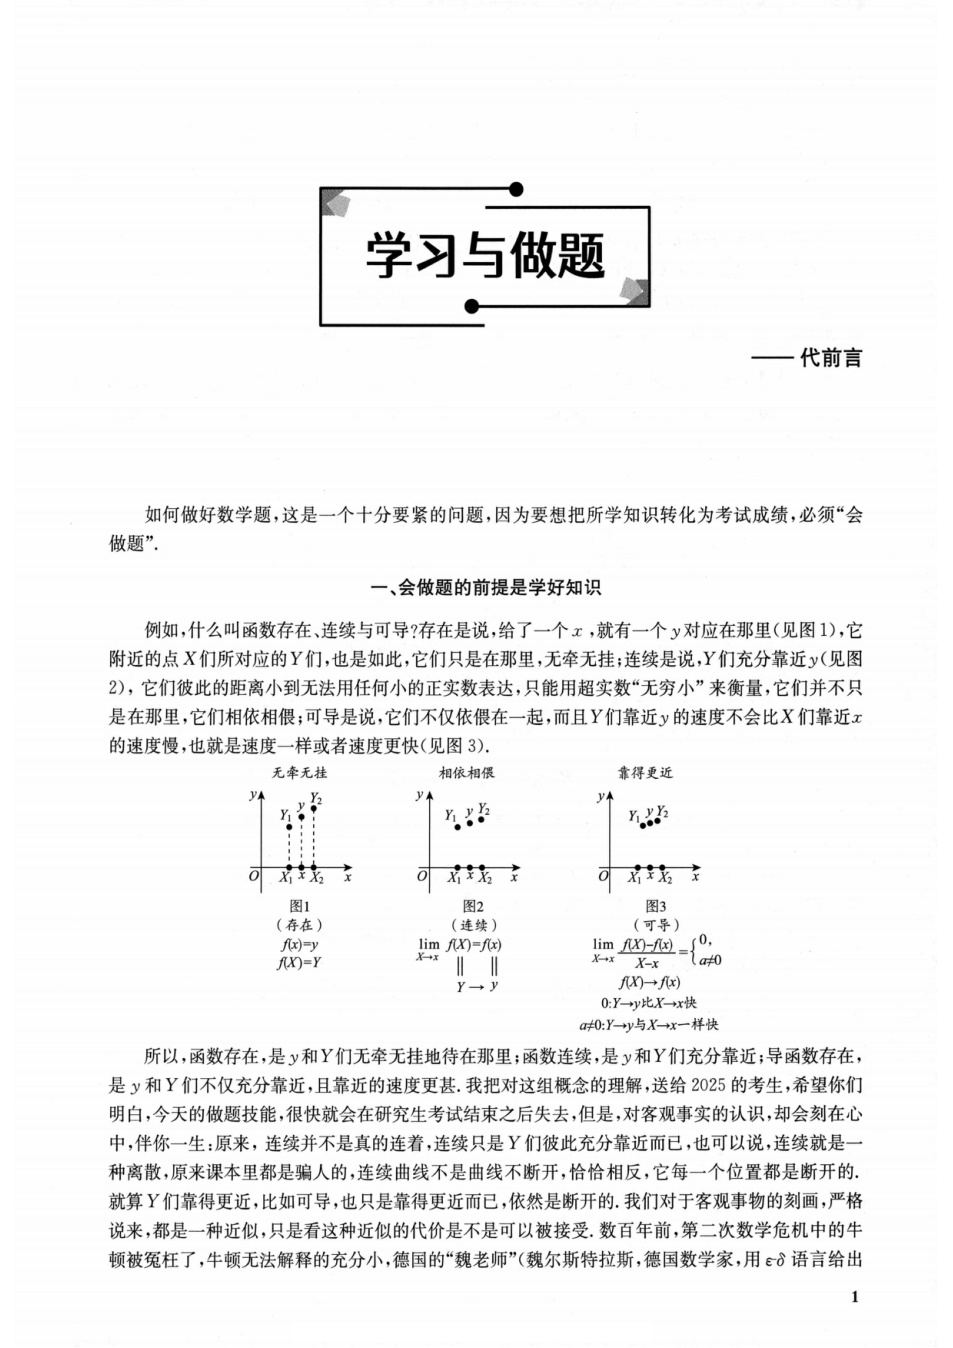 学习与做题
——代前言
如何做好数学题,这是一个十分要紧的问题,因为要想把所学知识转化为考试成绩,必须“会
做题”.
一、会做题的前提是学好知识
例如,什么叫函数存在、连续与可导?存在是说,给了一个x,就有一个y对应在那里(见图1),它
附近的点X们所对应的Y们,也是如此,它们只是在那里,无牵无挂;连续是说,Y们充分靠近y(见图
2),它们彼此的距离小到无法用任何小的正实数表达,只能用超实数“无穷小”来衡量,它们并不只
是在那里,它们相依相偎;可导是说,它们不仅依偎在一起,而且Y们靠近y的速度不会比X们靠近x
的速度慢,也就是速度一样或者速度更快(见图3).
无牵无挂
y
Y₁ y Y₂
O X₁ x X₂ x
图1
(存在)
f(x)=y
f(X)=Y
相依相偎
y
Y₁ y Y₂
O X₁ x X₂ x
图2
(连续)
lim f(X)=f(x)
X→x
‖ ‖
Y → y
靠得更近
y
Y₁ y Y₂
O X₁ x X₂ x
图3
(可导)
lim f(X)-f(x) = {0,
X→x X-x a≠0
f(X)→f(x)
0:Y→y比X→x快
a≠0:Y→y与X→x一样快
所以,函数存在,是y和Y们无牵无挂地待在那里;函数连续,是y和Y们充分靠近;导函数存在,
是y和Y们不仅充分靠近,且靠近的速度更甚.我把对这组概念的理解,送给2025的考生,希望你们
明白,今天的做题技能,很快就会在研究生考试结束之后失去,但是,对客观事实的认识,却会刻在心
中,伴你一生:原来,连续并不是真的连着,连续只是Y们彼此充分靠近而已,也可以说,连续就是一
种离散,原来课本里都是骗人的,连续曲线不是曲线不断开,恰恰相反,它每一个位置都是断开的.
就算Y们靠得更近,比如可导,也只是靠得更近而已,依然是断开的.我们对于客观事物的刻画,严格
说来,都是一种近似,只是看这种近似的代价是不是可以被接受.数百年前,第二次数学危机中的牛
顿被冤枉了,牛顿无法解释的充分小,德国的“魏老师”(魏尔斯特拉斯,德国数学家,用ε-δ语言给出
1